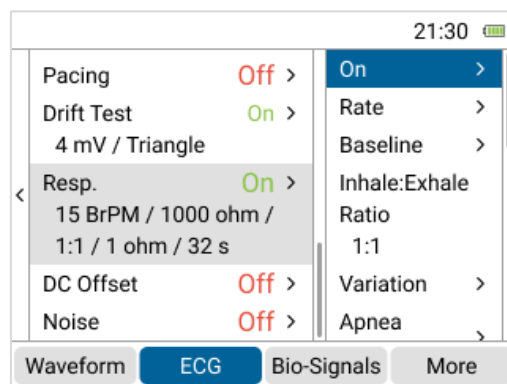 21:30
Pacing Off >
Drift Test On >
4 mV / Triangle
Resp. On >
15 BrPM / 1000 ohm /
1:1 / 1 ohm / 32 s
DC Offset Off >
Noise Off >
<
On >
Rate >
Baseline >
Inhale:Exhale
Ratio
1:1
Variation >
Apnea >
Waveform ECG Bio-Signals More